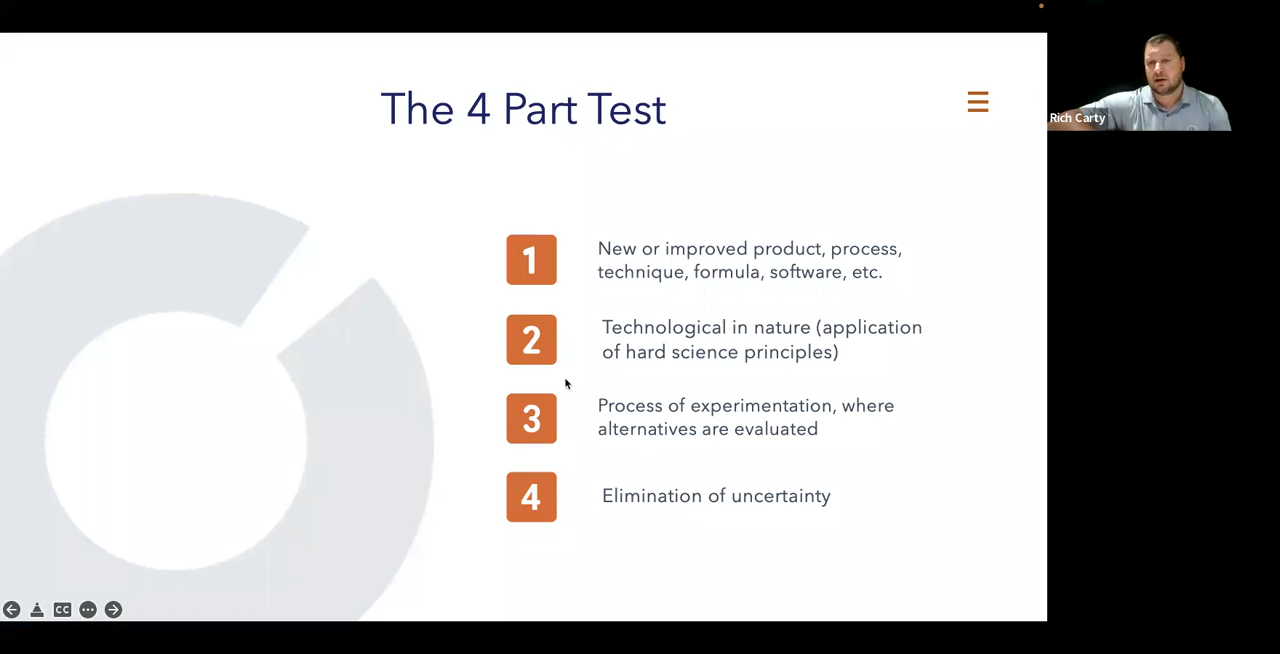 The 4 Part Test
Rich Carty
1
New or improved product, process,
technique, formula, software, etc.
2
Technological in nature (application
of hard science principles)
3
Process of experimentation, where
alternatives are evaluated
4
Elimination of uncertainty
CC